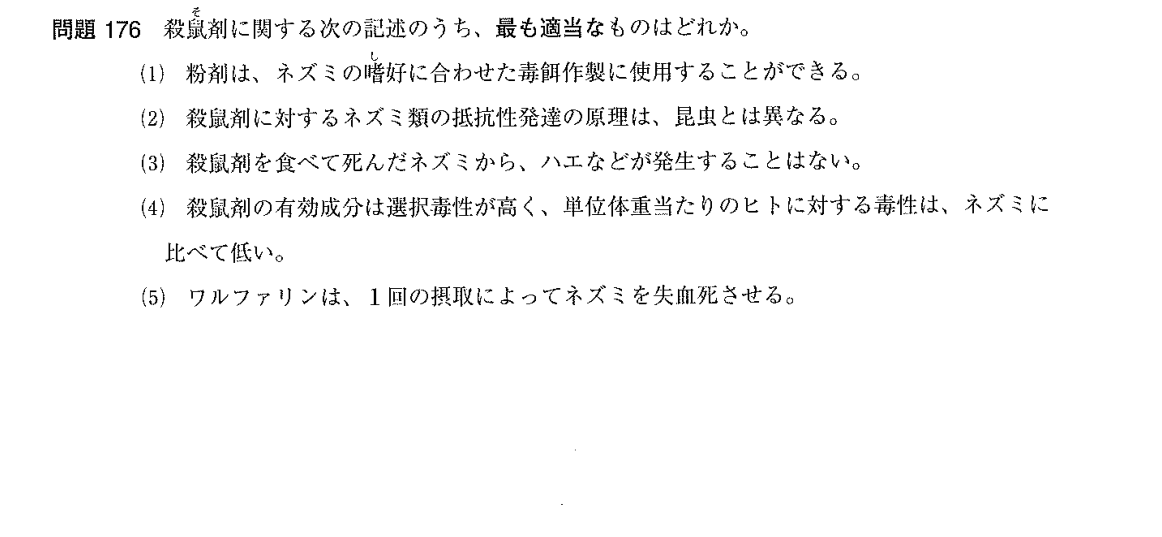 問題 176 殺鼠剤に関する次の記述のうち、最も適当なものはどれか。
(1) 粉剤は、ネズミの嗜好に合わせた毒餌作製に使用することができる。
(2) 殺鼠剤に対するネズミ類の抵抗性発達の原理は、昆虫とは異なる。
(3) 殺鼠剤を食べて死んだネズミから、ハエなどが発生することはない。
(4) 殺鼠剤の有効成分は選択毒性が高く、単位体重当たりのヒトに対する毒性は、ネズミに
比べて低い。
(5) ワルファリンは、1回の摂取によってネズミを失血死させる。